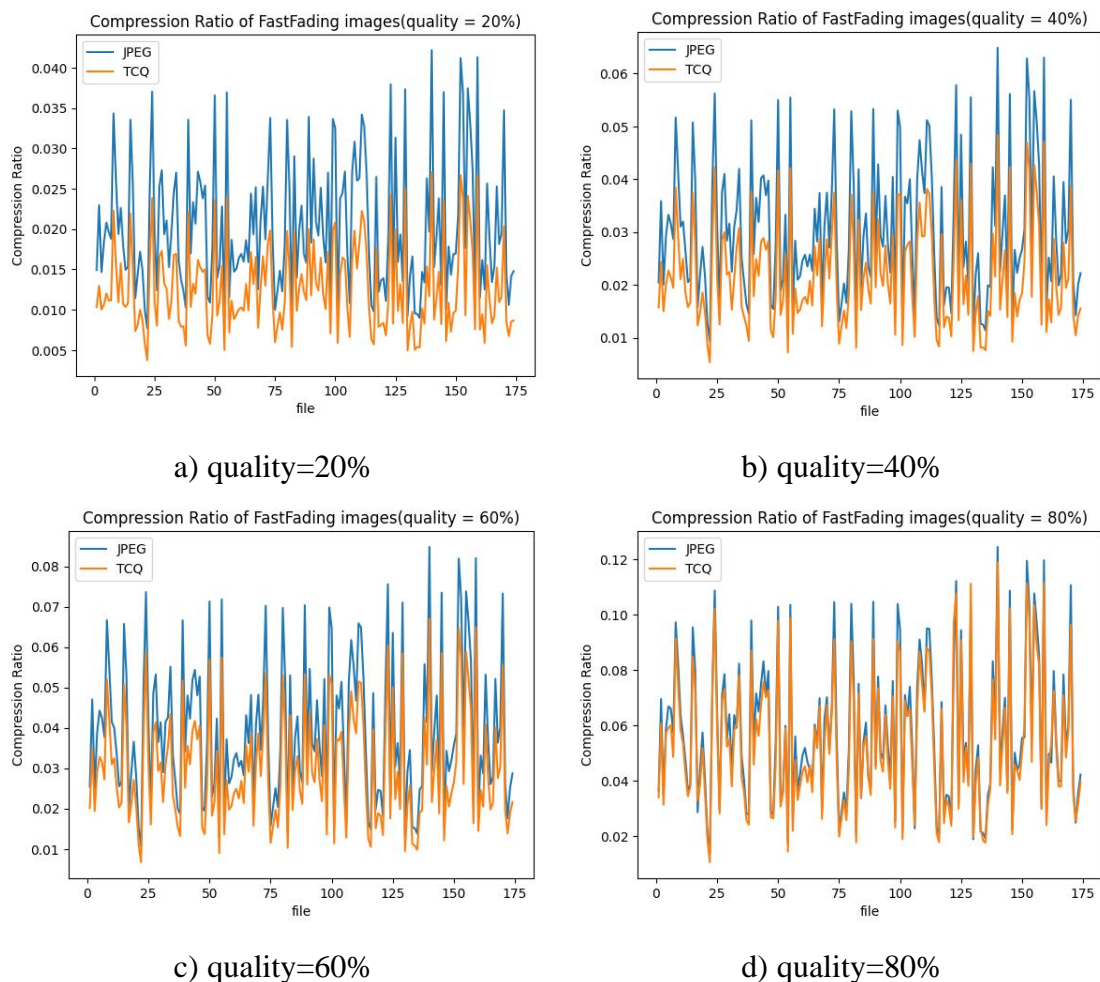 Compression Ratio of FastFading images(quality = 20%)
JPEG
TCQ
Compression Ratio
0.040
0.035
0.030
0.025
0.020
0.015
0.010
0.005
0 25 50 75 100 125 150 175
file
a) quality=20%
Compression Ratio of FastFading images(quality = 40%)
JPEG
TCQ
Compression Ratio
0.06
0.05
0.04
0.03
0.02
0.01
0 25 50 75 100 125 150 175
file
b) quality=40%
Compression Ratio of FastFading images(quality = 60%)
JPEG
TCQ
Compression Ratio
0.08
0.07
0.06
0.05
0.04
0.03
0.02
0.01
0 25 50 75 100 125 150 175
file
c) quality=60%
Compression Ratio of FastFading images(quality = 80%)
JPEG
TCQ
Compression Ratio
0.12
0.10
0.08
0.06
0.04
0.02
0 25 50 75 100 125 150 175
file
d) quality=80%